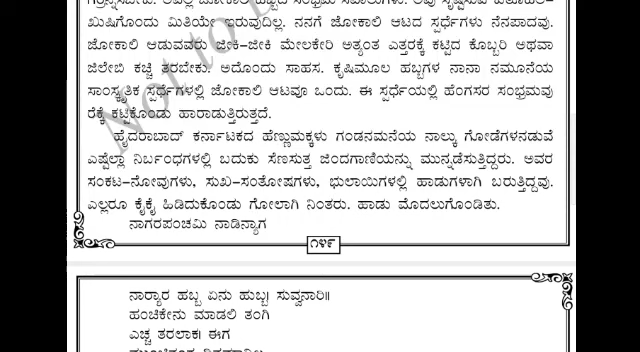 ಖುಷಿಗೊಂದು ಮಿತಿಯೇ ಇರುವುದಿಲ್ಲ. ನನಗೆ ಜೋಕಾಲಿ ಆಟದ ಸ್ಪರ್ಧೆಗಳು ನೆನಪಾದವು.
ಜೋಕಾಲಿ ಆಡುವವರು ಜೀಕಿ-ಜೀಕಿ ಮೇಲಕೇರಿ ಅತ್ಯಂತ ಎತ್ತರಕ್ಕೆ ಕಟ್ಟಿದ ಕೊಬ್ಬರಿ ಅಥವಾ
ಜಿಲೇಬಿ ಕಚ್ಚಿ ತರಬೇಕು. ಅದೊಂದು ಸಾಹಸ. ಕೃಷಿಮೂಲ ಹಬ್ಬಗಳ ನಾನಾ ನಮೂನೆಯ
ಸಾಂಸ್ಕೃತಿಕ ಸ್ಪರ್ಧೆಗಳಲ್ಲಿ ಜೋಕಾಲಿ ಆಟವೂ ಒಂದು. ಈ ಸ್ಪರ್ಧೆಯಲ್ಲಿ ಹೆಂಗಸರ ಸಂಭ್ರಮವು
ರೆಕ್ಕೆ ಕಟ್ಟಿಕೊಂಡು ಹಾರಾಡುತ್ತಿರುತ್ತದೆ.
ಹೈದರಾಬಾದ್ ಕರ್ನಾಟಕದ ಹೆಣ್ಣುಮಕ್ಕಳು ಗಂಡನಮನೆಯ ನಾಲ್ಕು ಗೋಡೆಗಳನಡುವೆ
ಎಷ್ಟೆಲ್ಲಾ ನಿರ್ಬಂಧಗಳಲ್ಲಿ ಬದುಕು ಸೆಣಸುತ್ತ ಜಿಂದಗಾಣಿಯನ್ನು ಮುನ್ನಡೆಸುತ್ತಿದ್ದರು. ಅವರ
ಸಂಕಟ-ನೋವುಗಳು, ಸುಖ-ಸಂತೋಷಗಳು, ಭುಲಾಯಿಗಳಲ್ಲಿ ಹಾಡುಗಳಾಗಿ ಬರುತ್ತಿದ್ದವು.
ಎಲ್ಲರೂ ಕೈಕೈ ಹಿಡಿದುಕೊಂಡು ಗೋಲಾಗಿ ನಿಂತರು. ಹಾಡು ಮೊದಲುಗೊಂಡಿತು.
ನಾಗರಪಂಚಮಿ ನಾಡಿನ್ಯಾಗ
೧೪೯
ನಾರ‍್ಯಾರ ಹಬ್ಬ ಏನು ಹುಬ್ಬ। ಸುವ್ವನಾರಿ॥
ಹಂಚಿಕೇನು ಮಾಡಲಿ ತಂಗಿ
ಎಚ್ಚ ತರಲಾಕ। ಈಗ